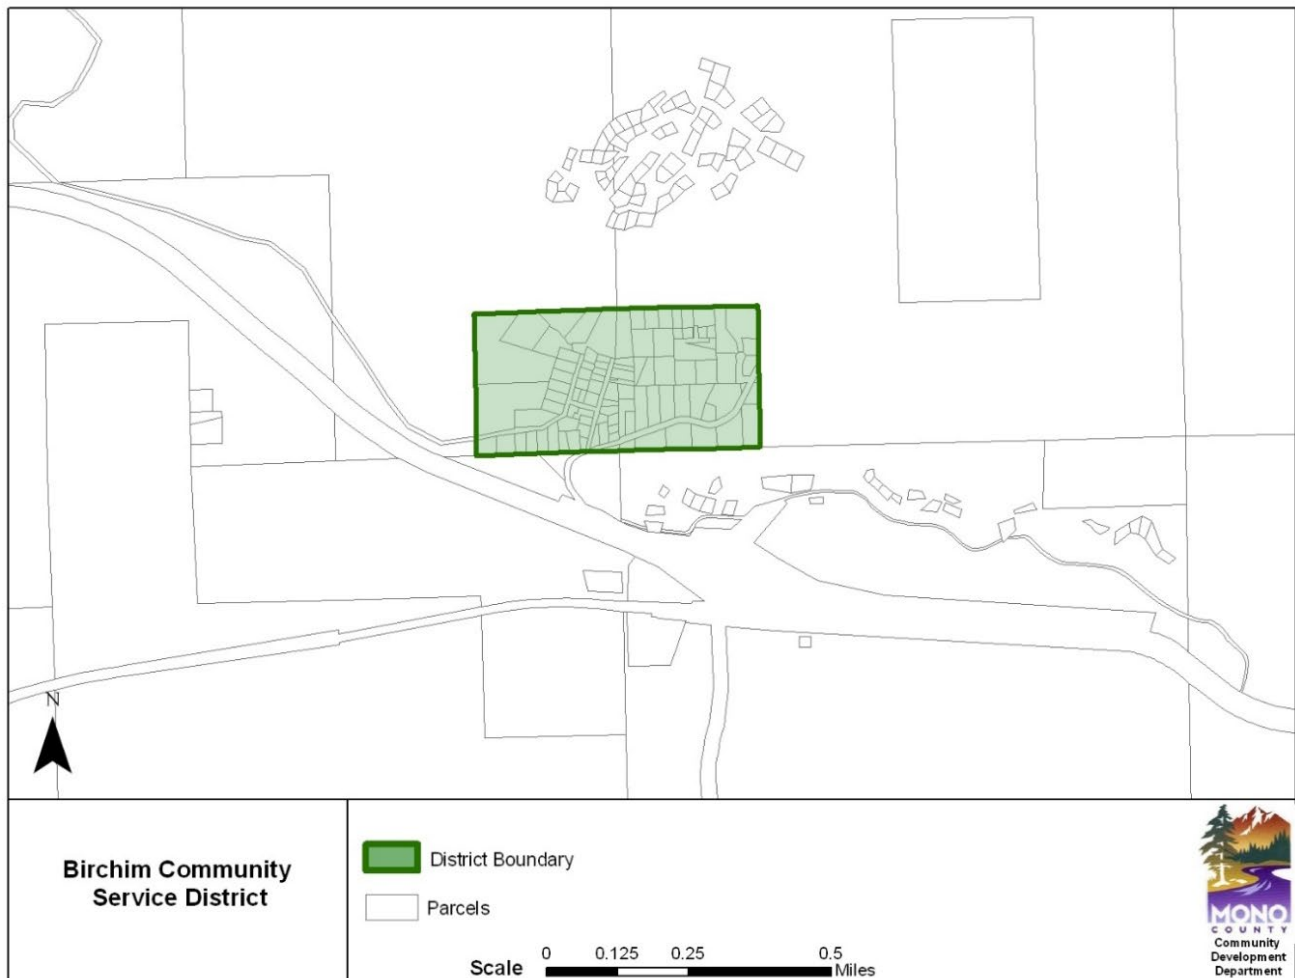 N
Birchim Community
Service District
District Boundary
Parcels
Scale 0 0.125 0.25 0.5 Miles
MONO
COUNTY
Community
Development
Department